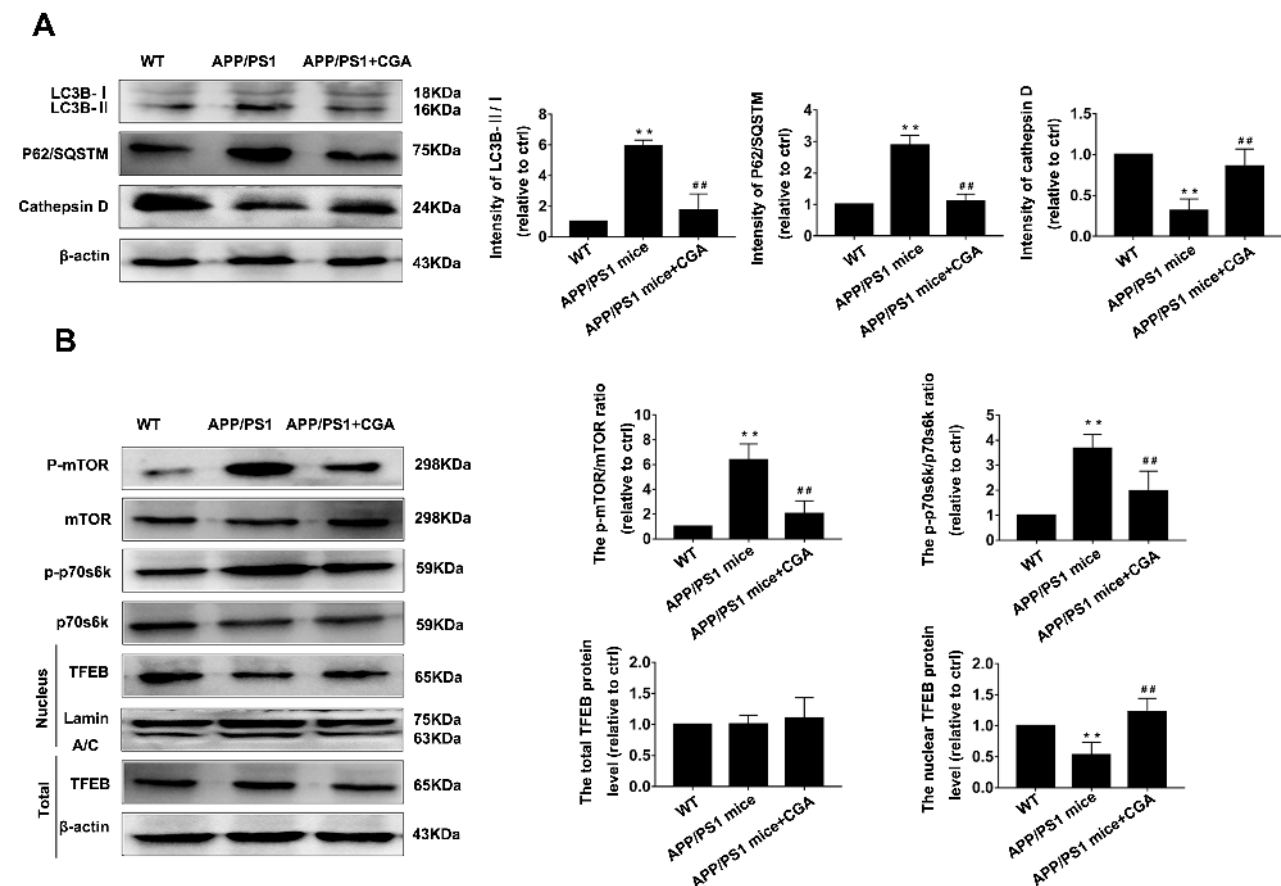 A
WT APP/PS1 APP/PS1+CGA
LC3B-Ⅰ 18KDa
LC3B-Ⅱ 16KDa
P62/SQSTM 75KDa
Cathepsin D 24KDa
β-actin 43KDa
Intensity of LC3B-Ⅱ/Ⅰ
(relative to ctrl)
8
6
4
2
0
**
##
WT
APP/PS1 mice
APP/PS1 mice+CGA
Intensity of P62/SQSTM
(relative to ctrl)
4
3
2
1
0
**
##
WT
APP/PS1 mice
APP/PS1 mice+CGA
Intensity of cathepsin D
(relative to ctrl)
1.5
1.0
0.5
0.0
**
##
WT
APP/PS1 mice
APP/PS1 mice+CGA
B
WT APP/PS1 APP/PS1+CGA
P-mTOR 298KDa
mTOR 298KDa
p-p70s6k 59KDa
p70s6k 59KDa
Nucleus
TFEB 65KDa
Lamin 75KDa
A/C 63KDa
Total
TFEB 65KDa
β-actin 43KDa
The p-mTOR/mTOR ratio
(relative to ctrl)
10
8
6
4
2
0
**
##
WT
APP/PS1 mice
APP/PS1 mice+CGA
The p-p70s6k/p70s6k ratio
(relative to ctrl)
5
4
3
2
1
0
**
##
WT
APP/PS1 mice
APP/PS1 mice+CGA
The total TFEB protein
level (relative to ctrl)
2.0
1.5
1.0
0.5
0.0
WT
APP/PS1 mice
APP/PS1 mice+CGA
The nuclear TFEB protein
level (relative to ctrl)
2.0
1.5
1.0
0.5
0.0
**
##
WT
APP/PS1 mice
APP/PS1 mice+CGA